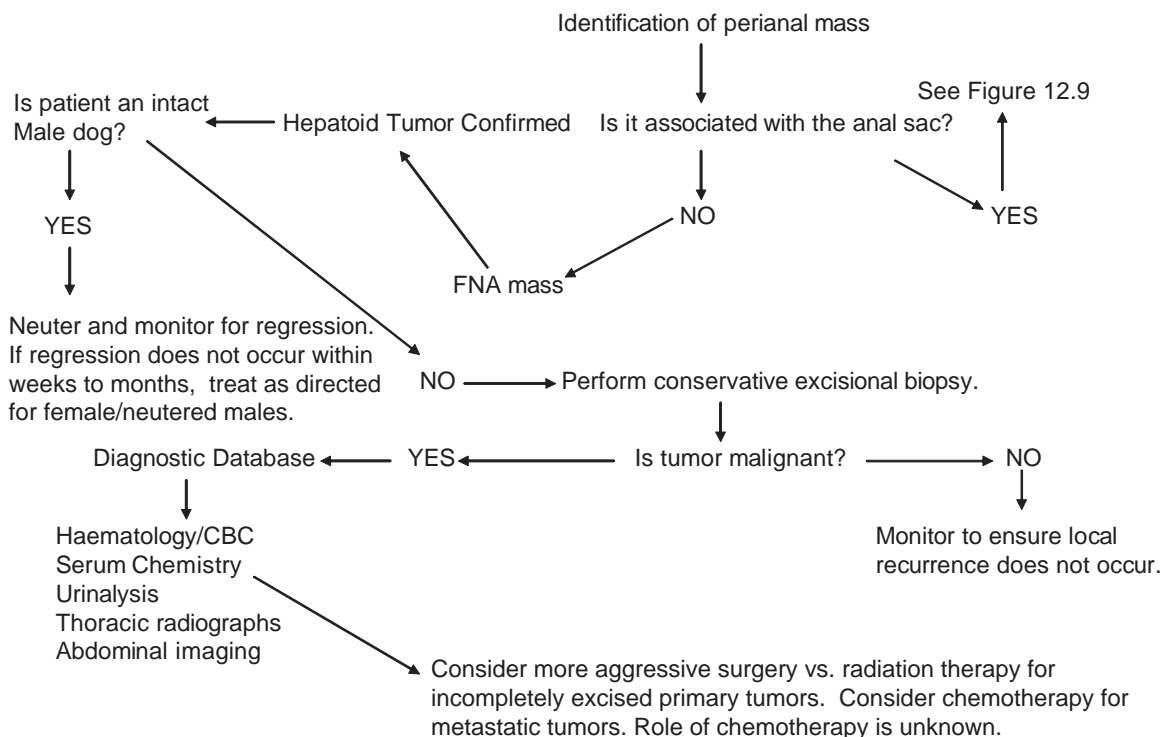 Identification of perianal mass
See Figure 12.9
Is patient an intact
Male dog?
Hepatoid Tumor Confirmed
Is it associated with the anal sac?
YES
NO
YES
FNA mass
Neuter and monitor for regression.
If regression does not occur within
weeks to months, treat as directed
for female/neutered males.
NO
Perform conservative excisional biopsy.
Diagnostic Database
YES
Is tumor malignant?
NO
Haematology/CBC
Serum Chemistry
Urinalysis
Thoracic radiographs
Abdominal imaging
Monitor to ensure local
recurrence does not occur.
Consider more aggressive surgery vs. radiation therapy for
incompletely excised primary tumors. Consider chemotherapy for
metastatic tumors. Role of chemotherapy is unknown.